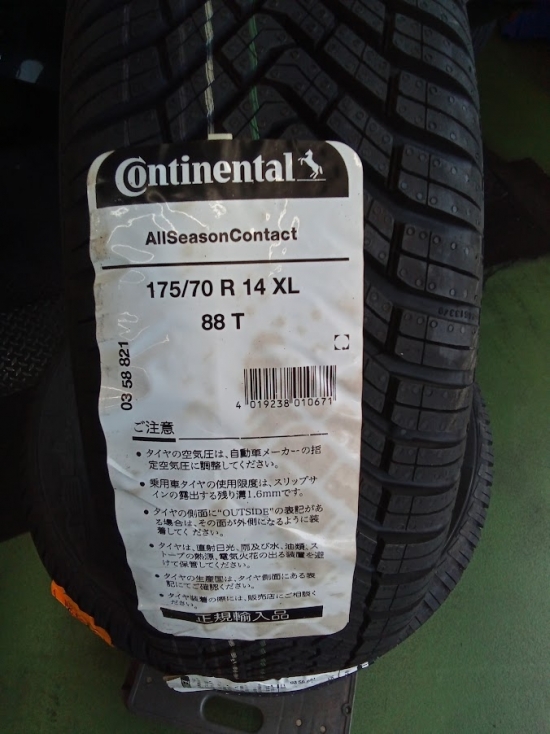 Continental
AllSeasonContact
175/70 R 14 XL
88 T
03 58 821
4 019238 010671
ご注意
• タイヤの空気圧は、自動車メーカーの指
定空気圧に調整してください。
• 乗用車タイヤの使用限度は、スリップサ
インの露出する残り溝1.6mmです。
• タイヤの側面に"OUTSIDE"の表記があ
る場合は、その面が外側になるように装
着してください。
• タイヤは、直射日光、雨及び水、油類、ス
トーブの熱源、電気火花の出る装置を避
けて保管してください。
• タイヤの生産国は、タイヤ側面にある表
記にてご確認ください。
• タイヤ装着の際には、販売店にご相談く
ださい。
正規輸入品